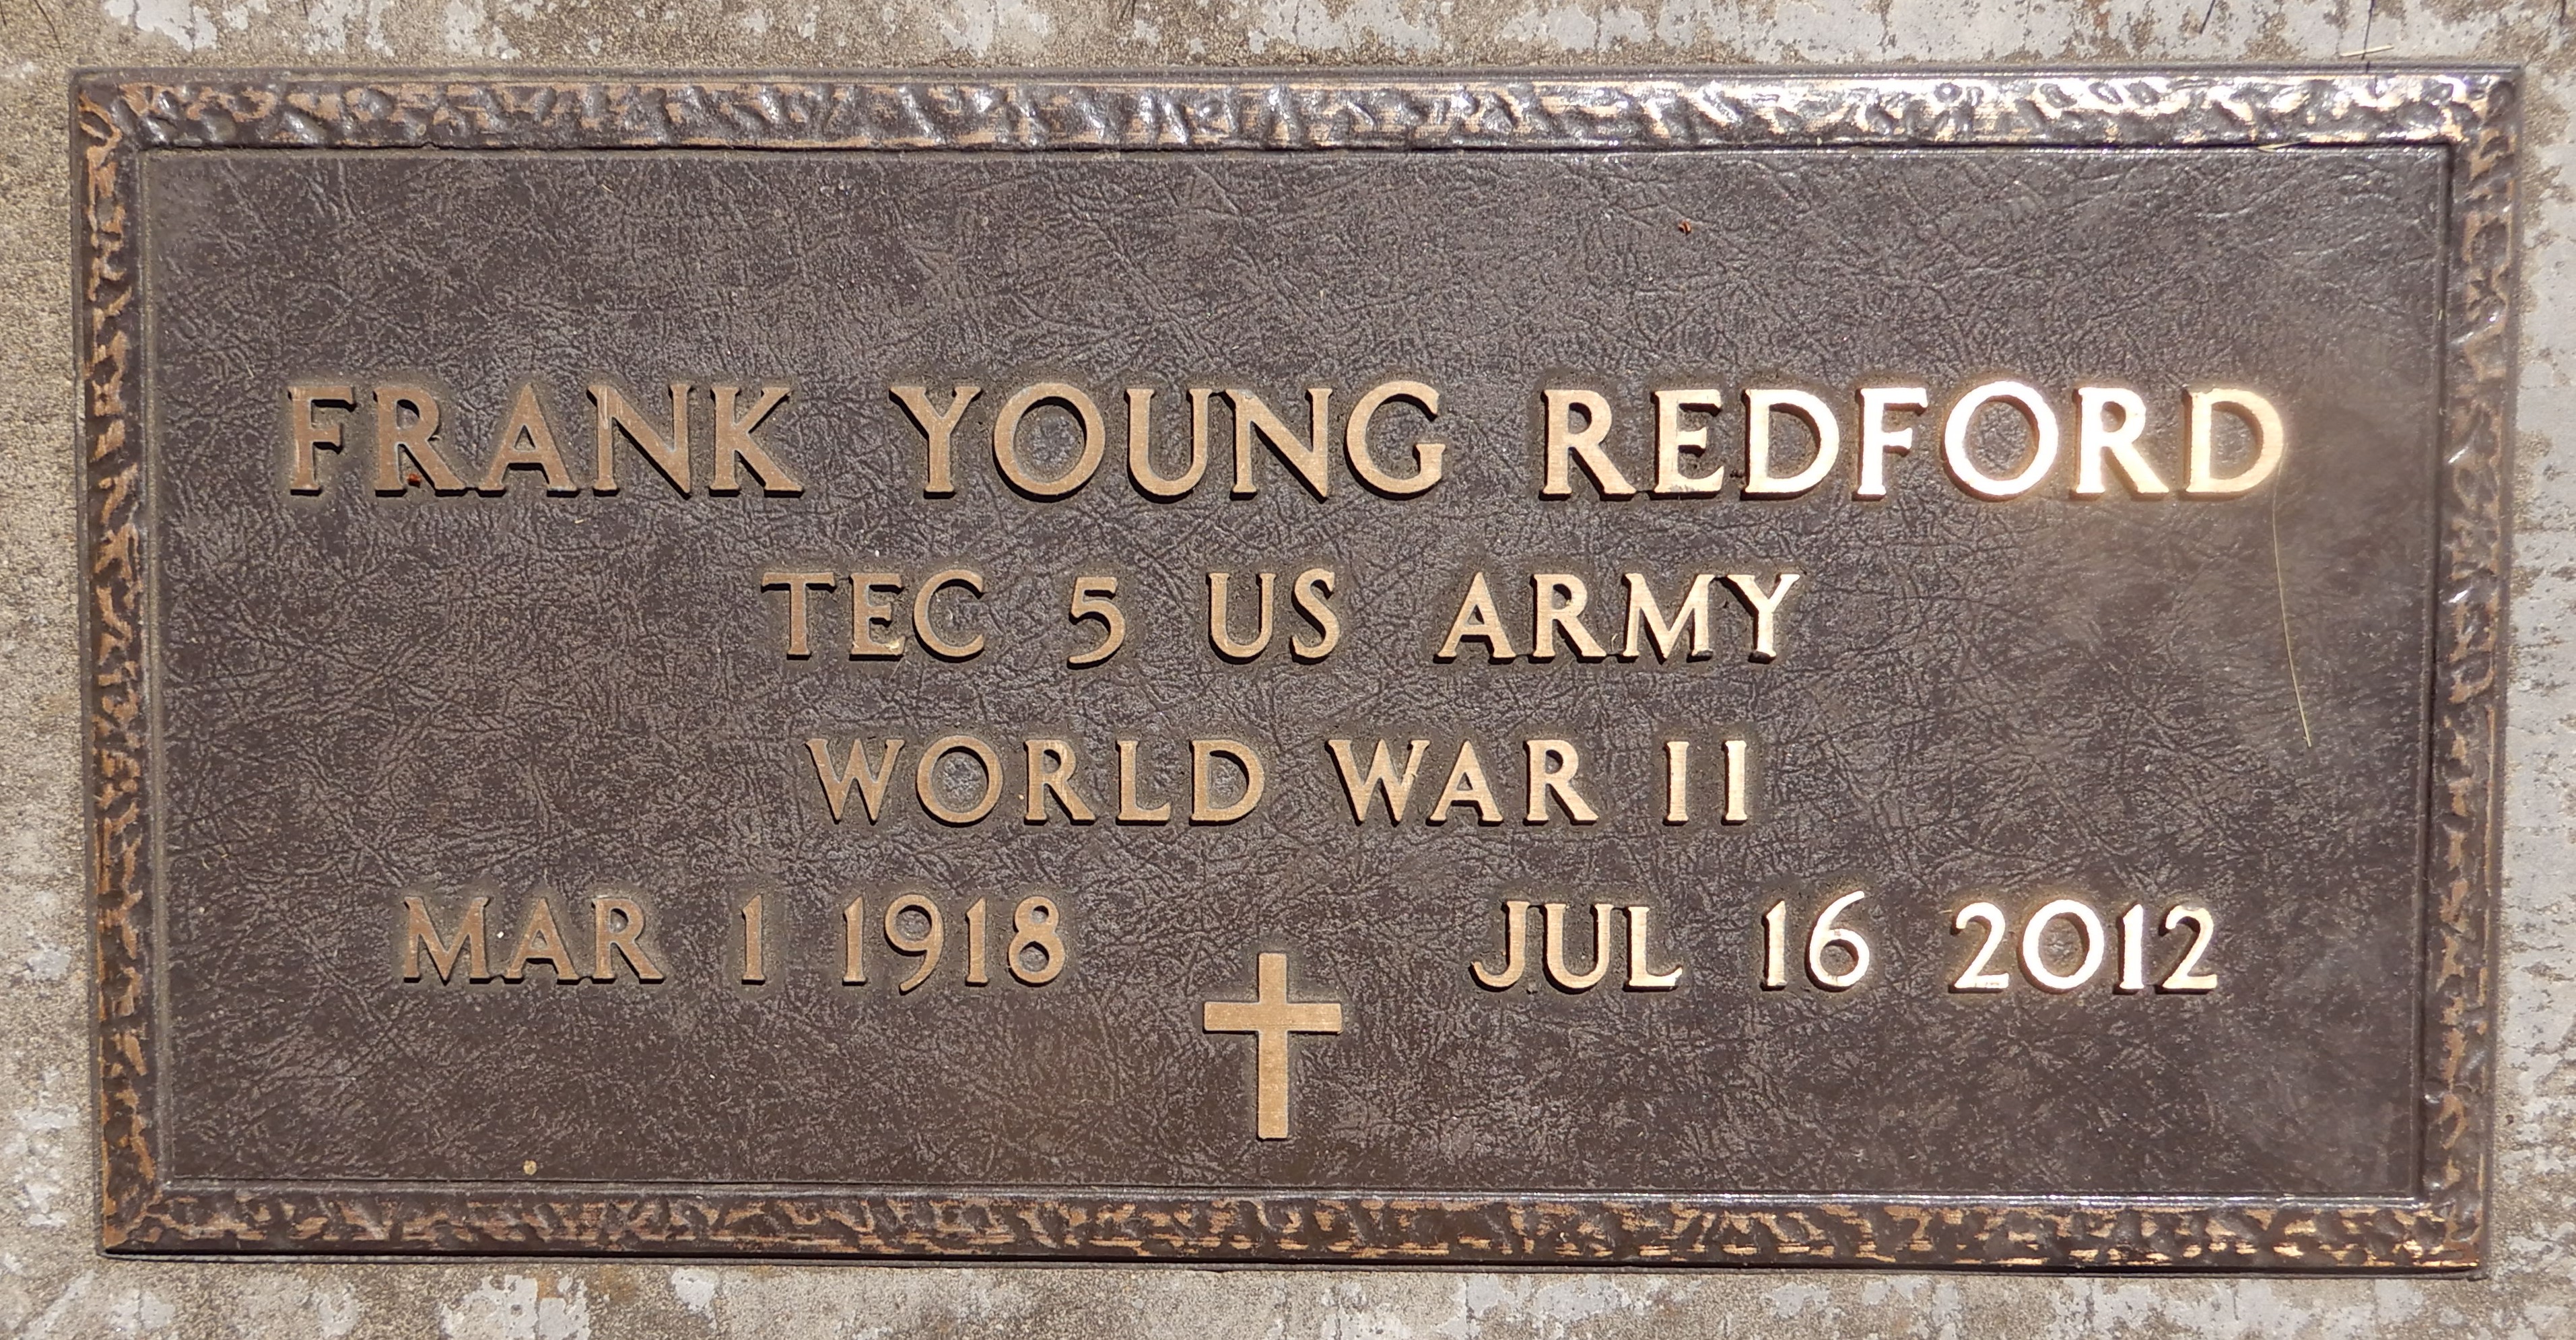 FRANK YOUNG REDFORD
TEC 5 US ARMY
WORLD WAR II
MAR 1 1918 JUL 16 2012